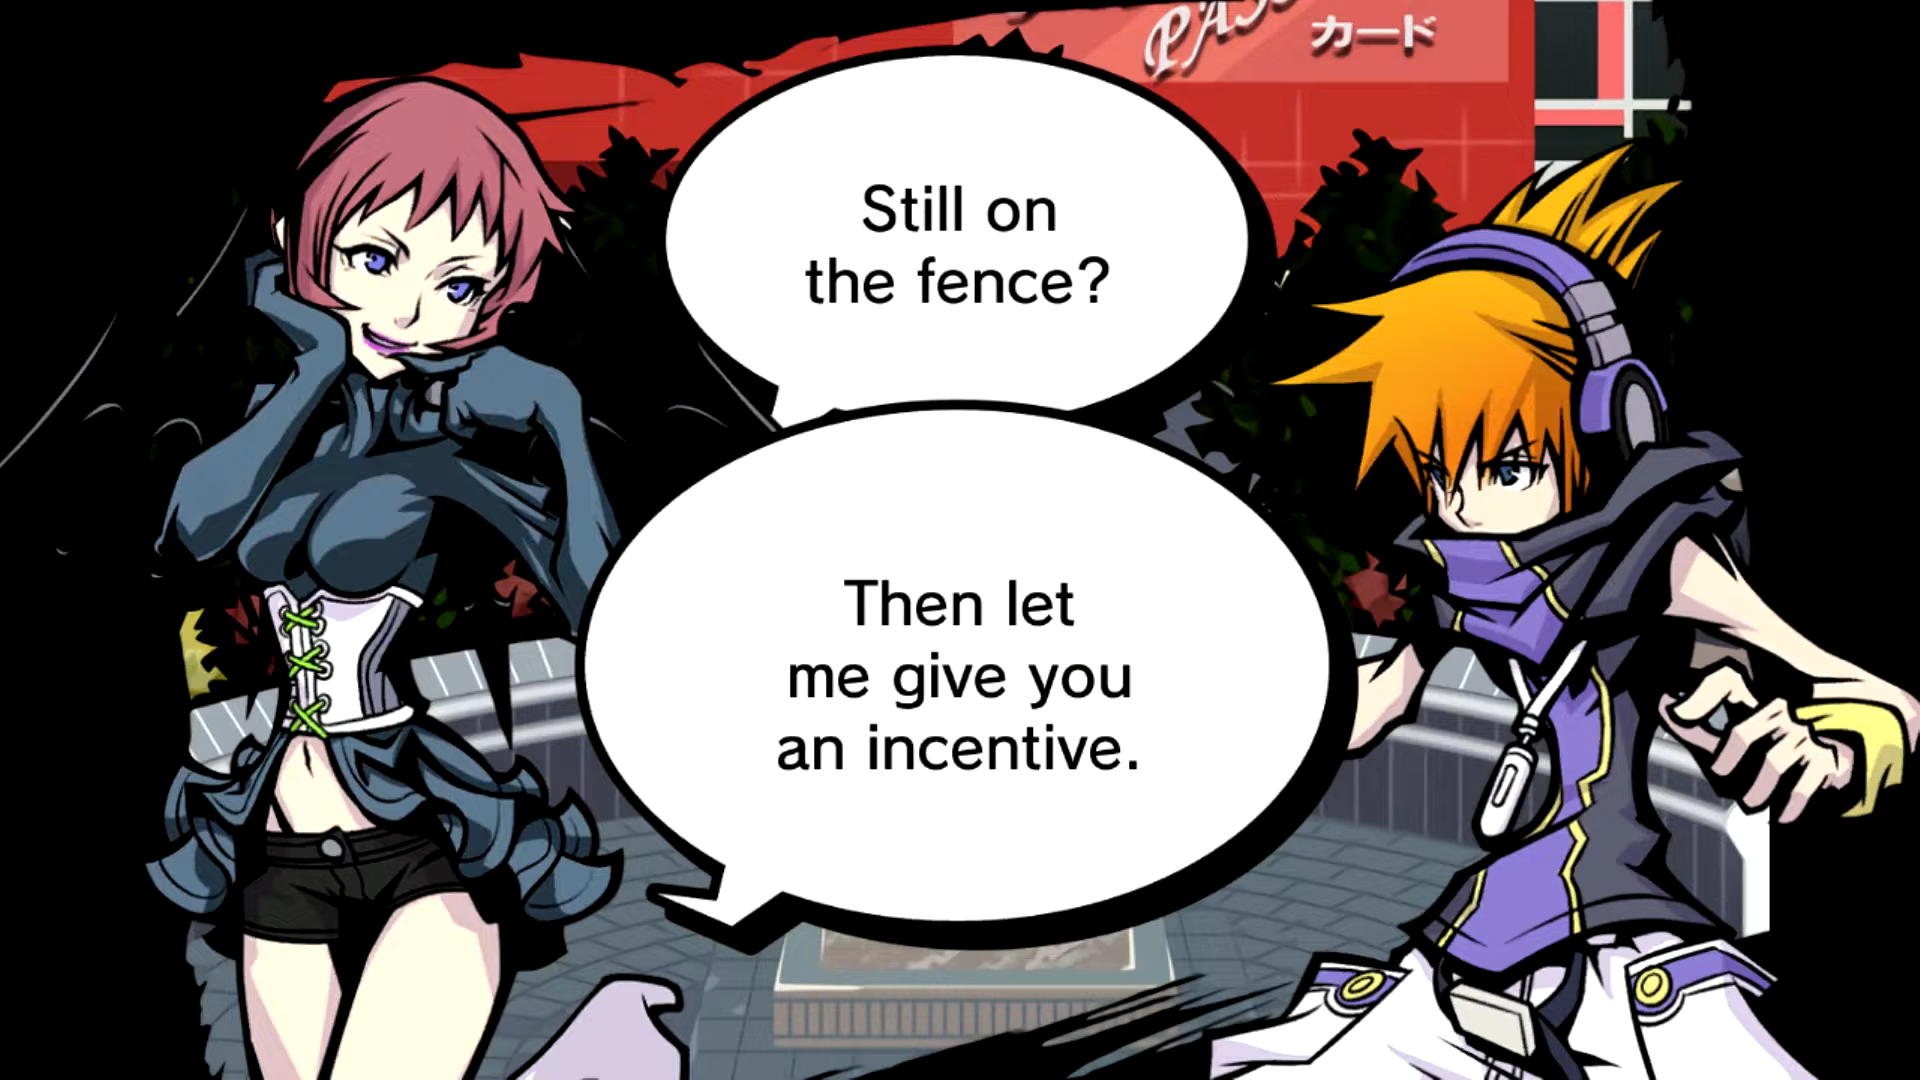 カード
Still on
the fence?
Then let
me give you
an incentive.